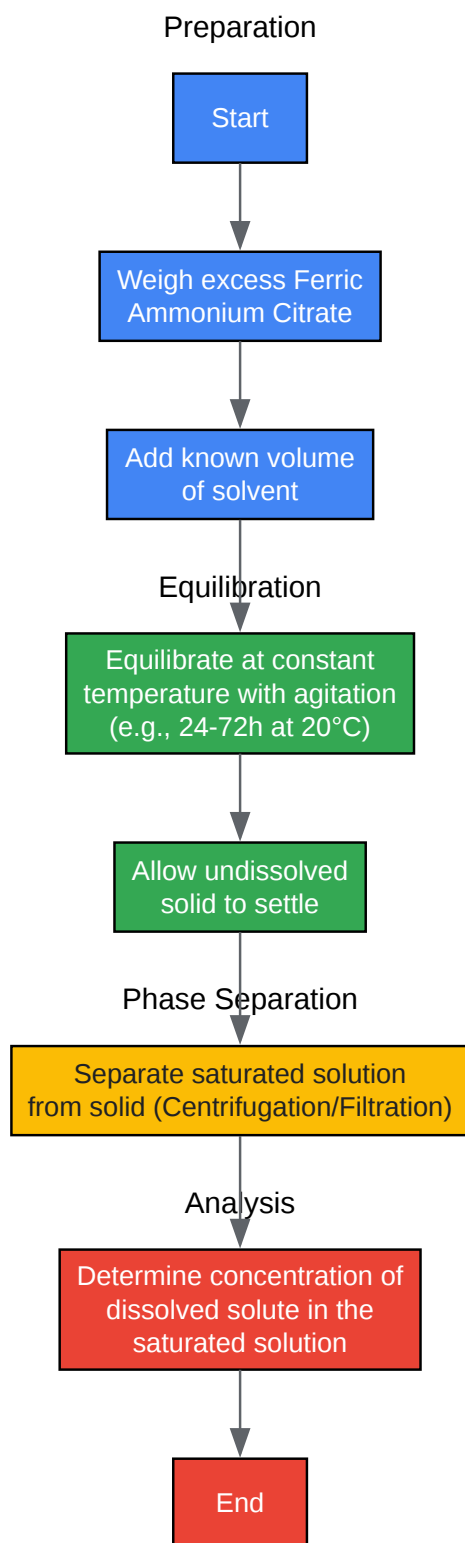 Preparation
Start
Weigh excess Ferric
Ammonium Citrate
Add known volume
of solvent
Equilibration
Equilibrate at constant
temperature with agitation
(e.g., 24-72h at 20°C)
Allow undissolved
solid to settle
Phase Separation
Separate saturated solution
from solid (Centrifugation/Filtration)
Analysis
Determine concentration of
dissolved solute in the
saturated solution
End